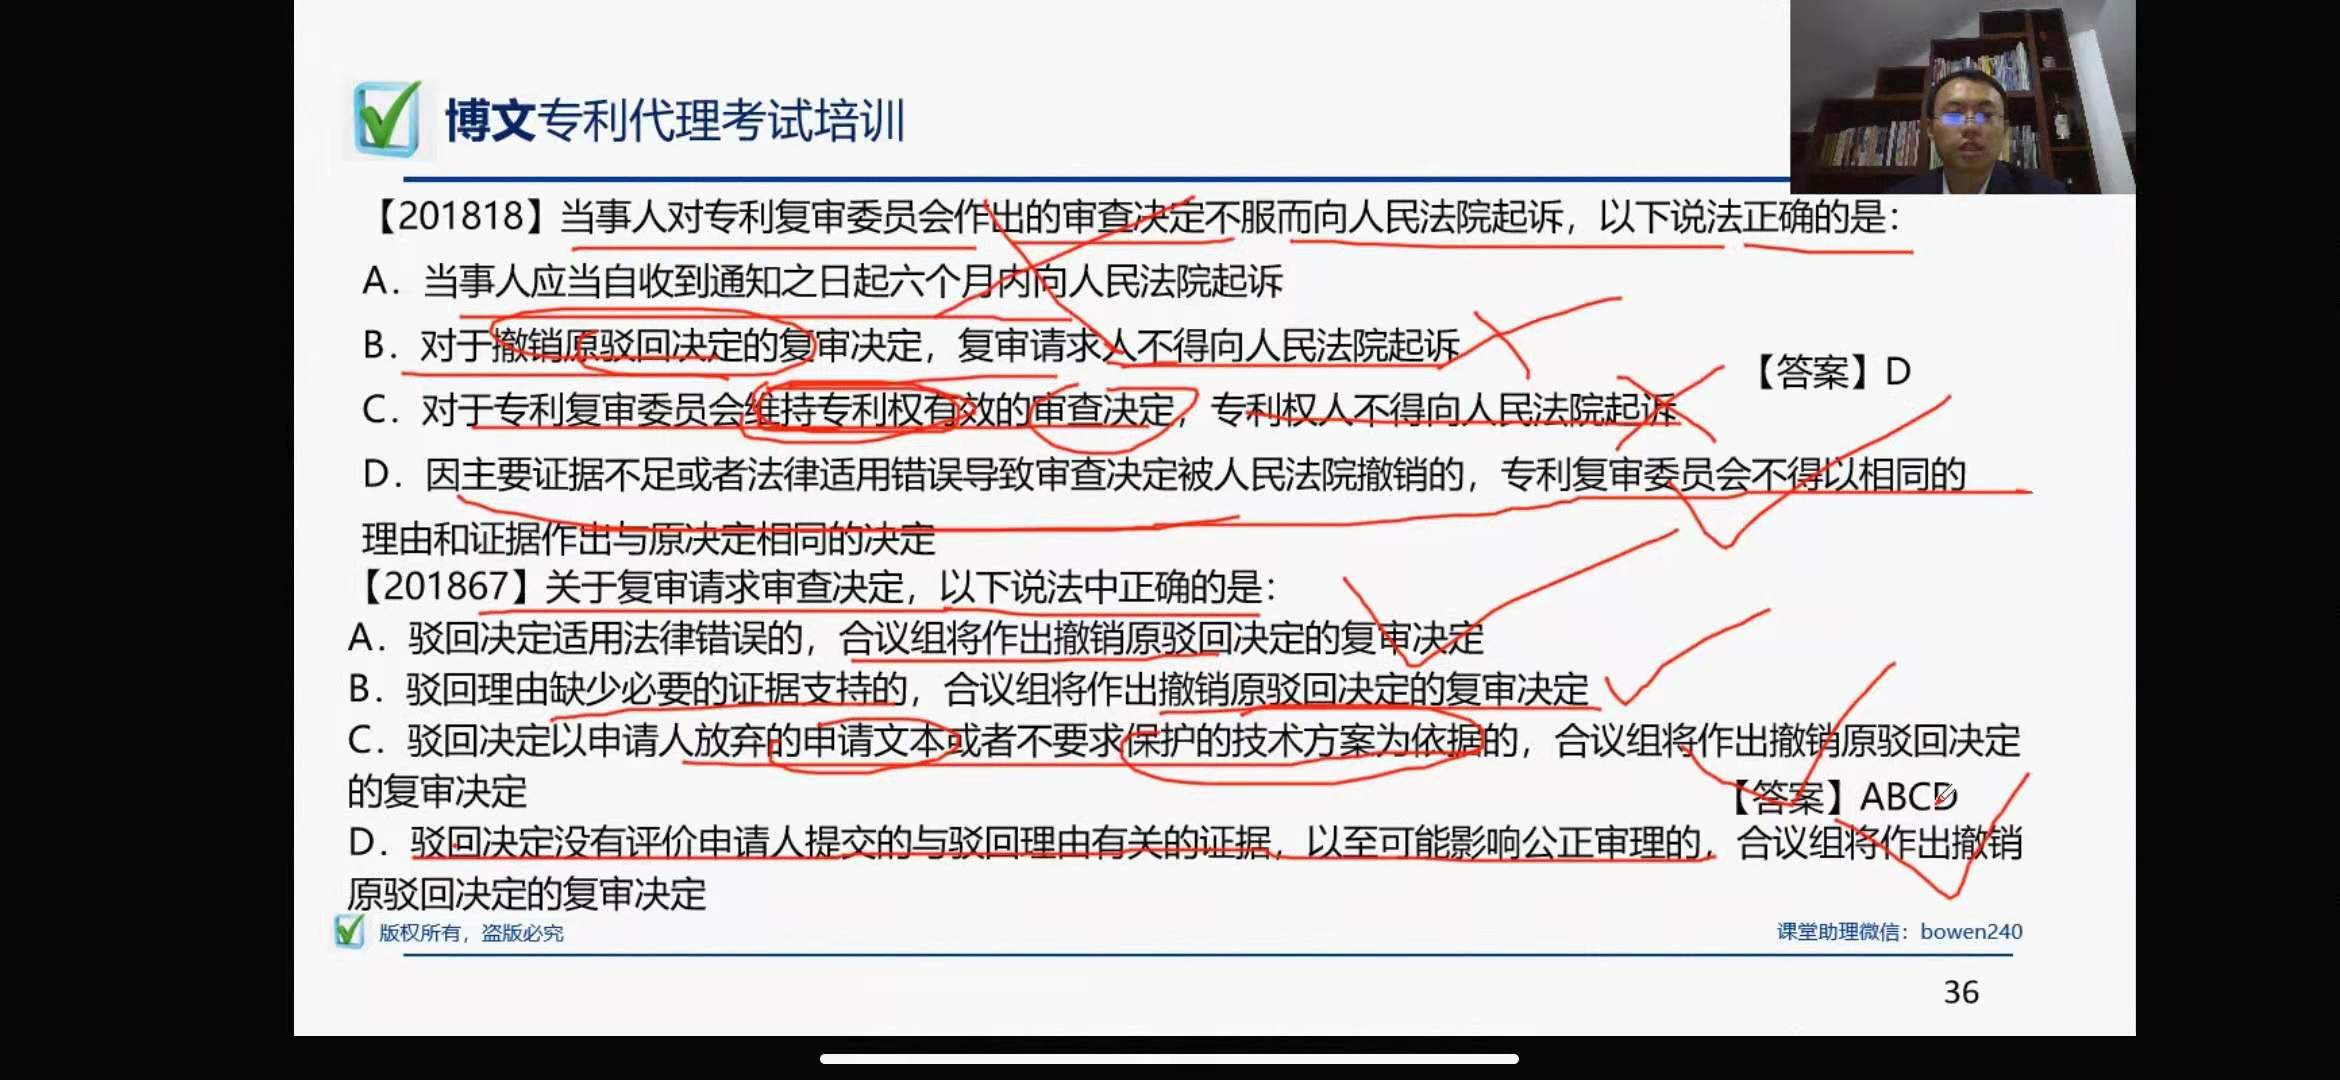 博文专利代理考试培训
【201818】当事人对专利复审委员会作出的审查决定不服而向人民法院起诉，以下说法正确的是：
A. 当事人应当自收到通知之日起六个月内向人民法院起诉
B. 对于撤销原驳回决定的复审决定，复审请求人不得向人民法院起诉
【答案】D
C. 对于专利复审委员会维持专利权有效的审查决定，专利权人不得向人民法院起诉
D. 因主要证据不足或者法律适用错误导致审查决定被人民法院撤销的，专利复审委员会不得以相同的
理由和证据作出与原决定相同的决定
【201867】关于复审请求审查决定，以下说法中正确的是：
A. 驳回决定适用法律错误的，合议组将作出撤销原驳回决定的复审决定
B. 驳回理由缺少必要的证据支持的，合议组将作出撤销原驳回决定的复审决定
C. 驳回决定以申请人放弃的申请文本或者不要求保护的技术方案为依据的，合议组将作出撤销原驳回决定
的复审决定
【答案】ABCD
D. 驳回决定没有评价申请人提交的与驳回理由有关的证据，以至可能影响公正审理的，合议组将作出撤销
原驳回决定的复审决定
版权所有，盗版必究
课堂助理微信：bowen240
36